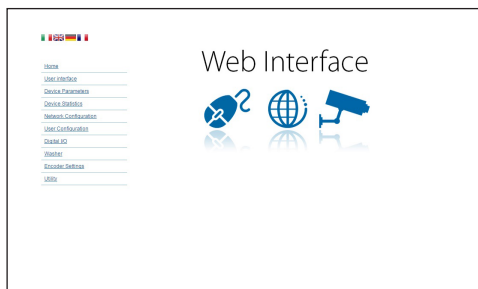 Web Interface
Home
User Interface
Device Parameters
Device Statistics
Network Configuration
User Configuration
Digital I/O
Washer
Encoder Settings
Utility